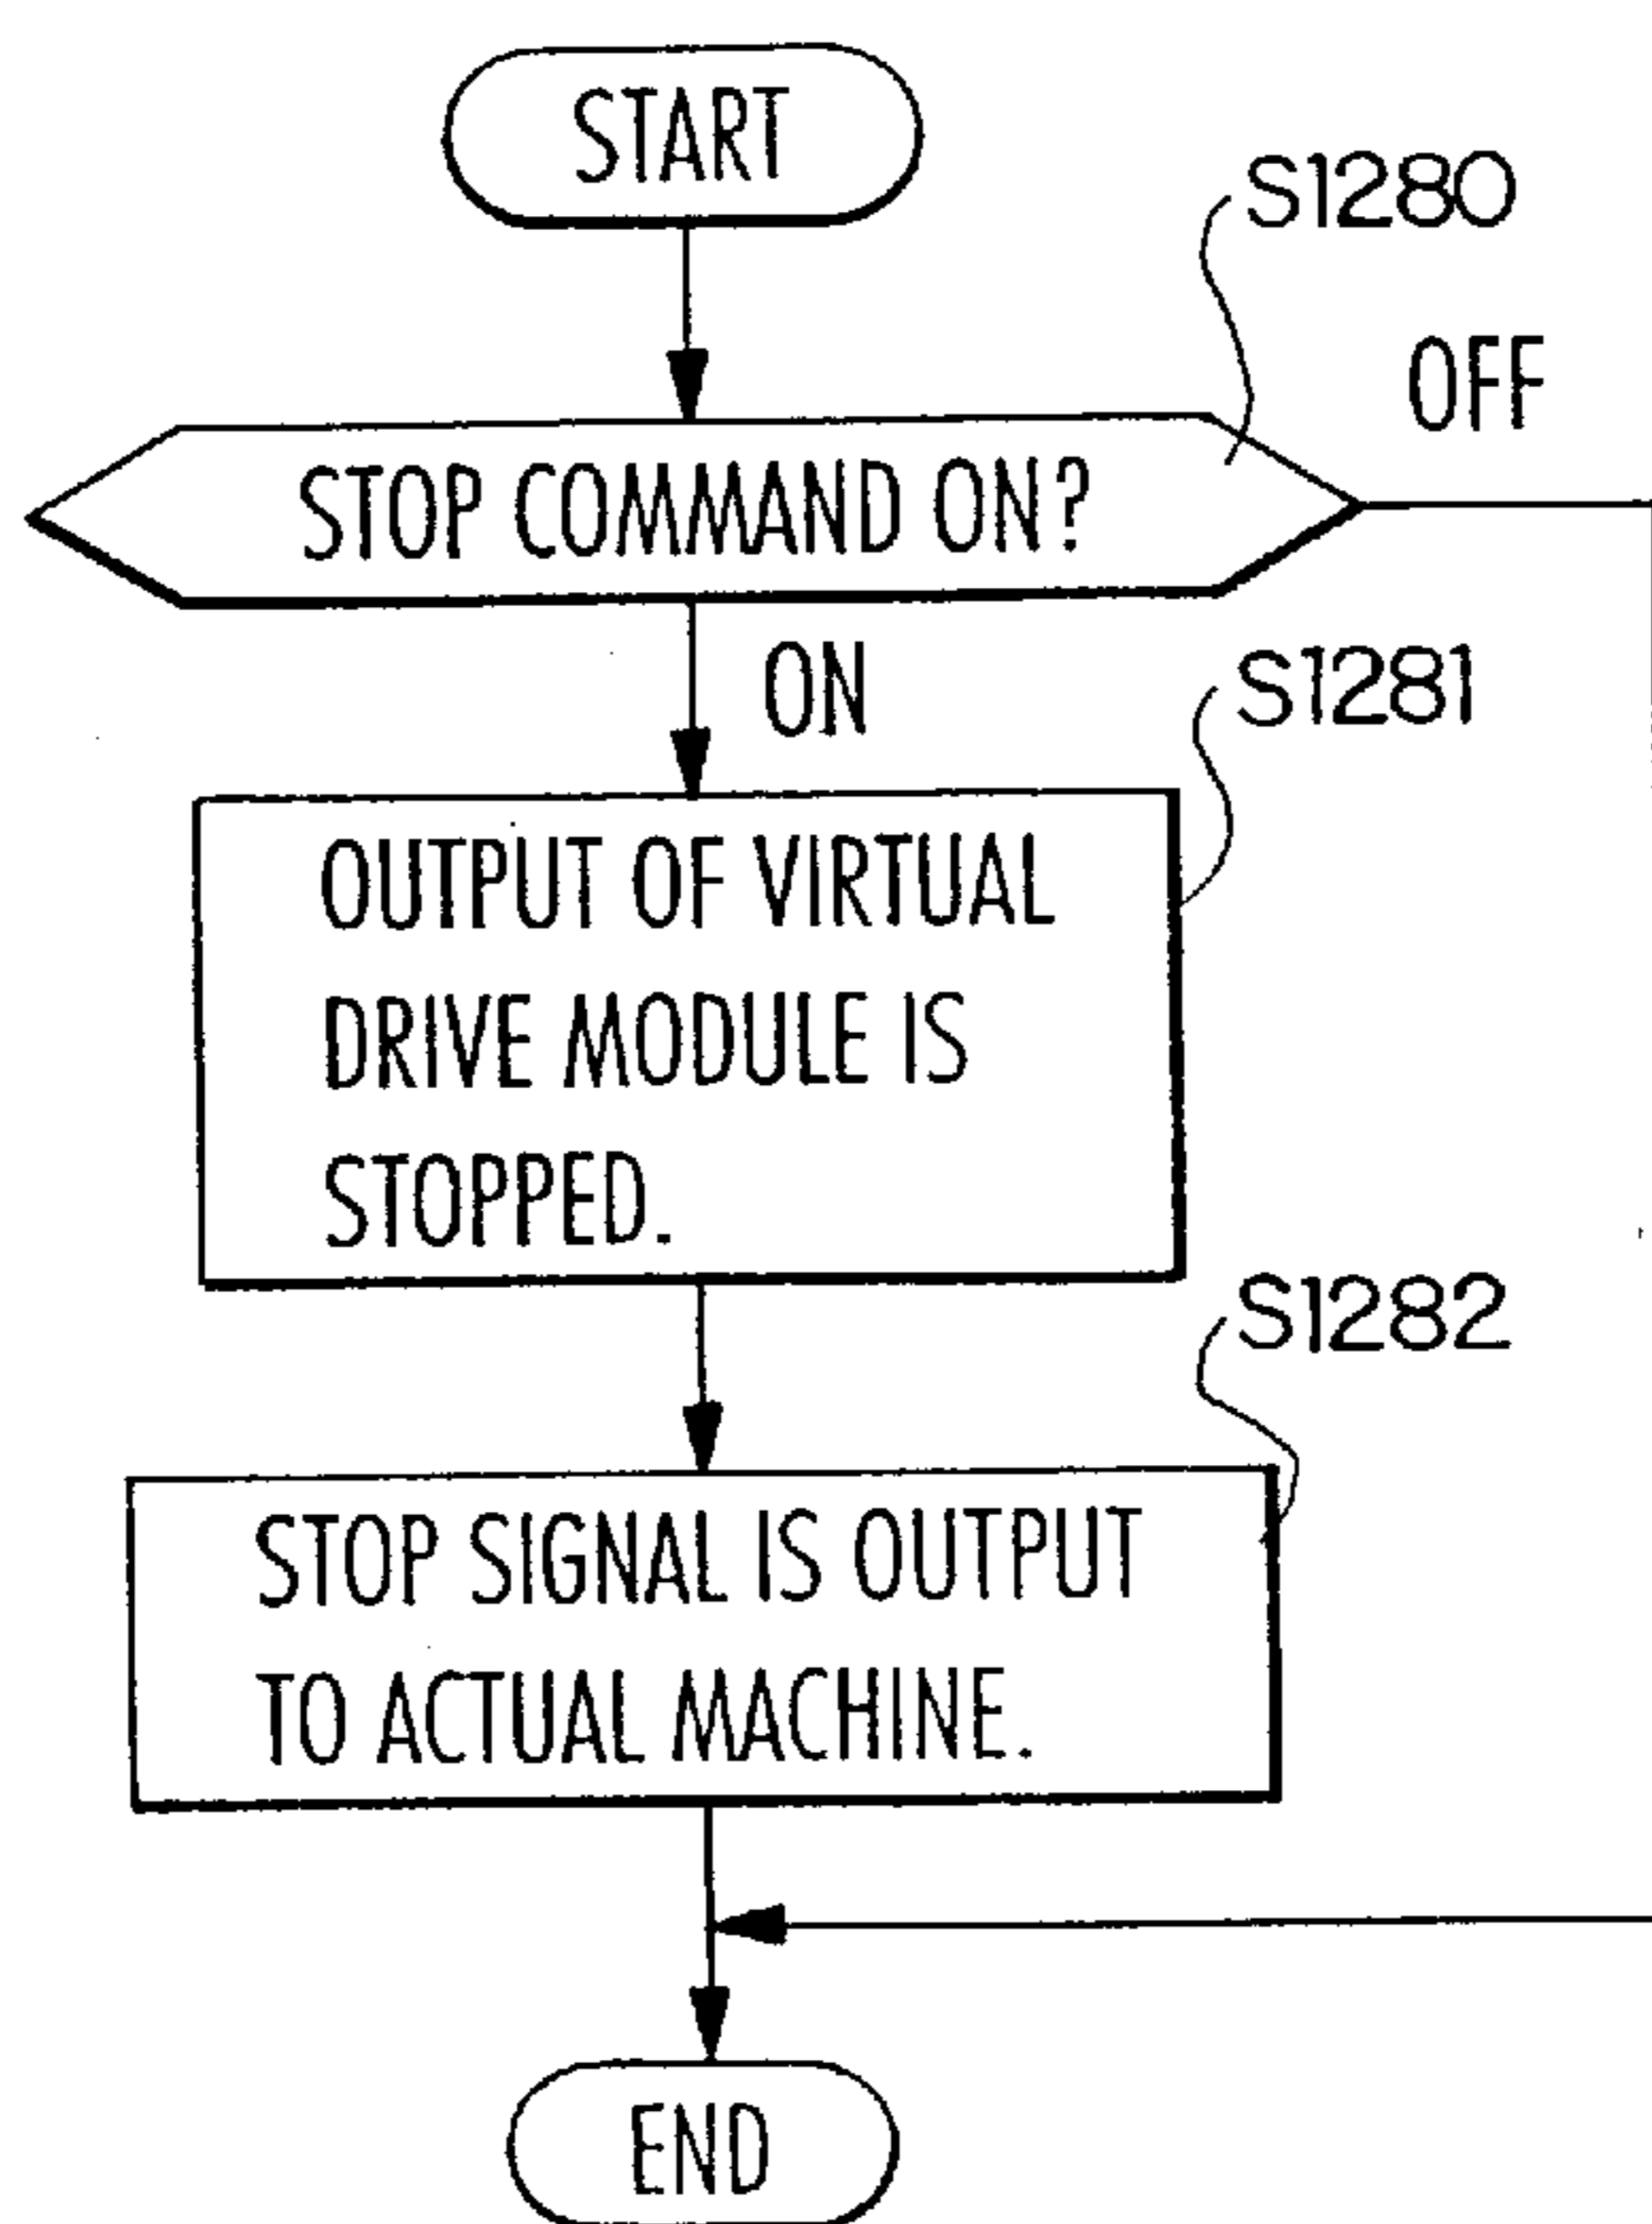 START
S1280
OFF
STOP COMMAND ON?
ON
S1281
OUTPUT OF VIRTUAL
DRIVE MODULE IS
STOPPED.
S1282
STOP SIGNAL IS OUTPUT
TO ACTUAL MACHINE.
END